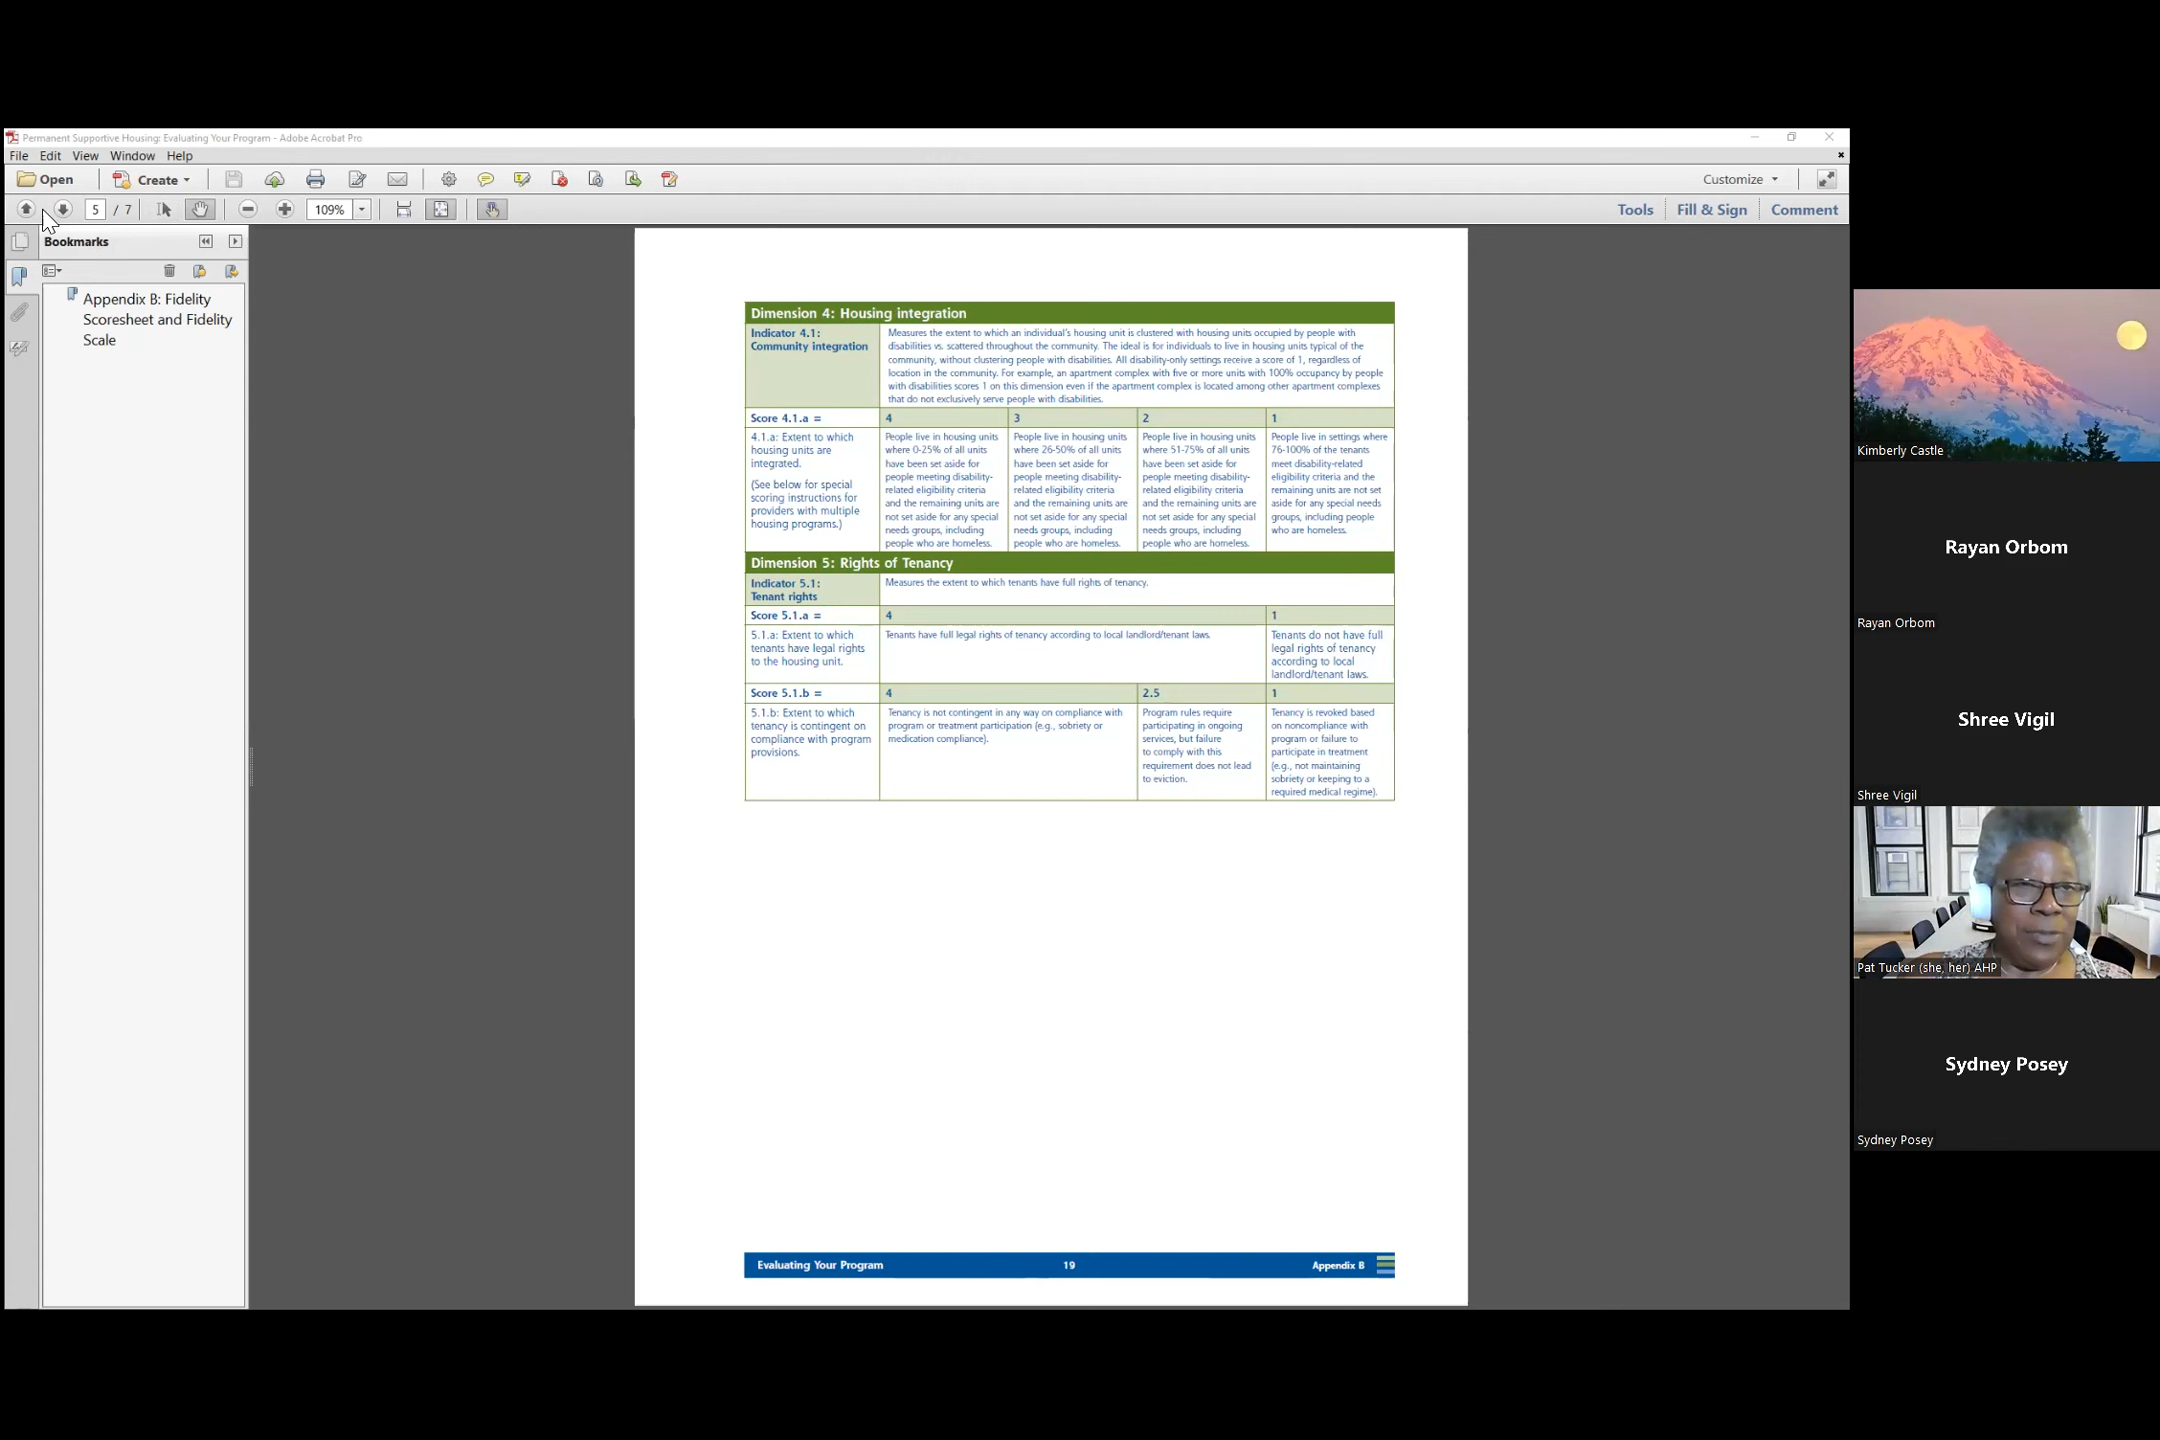 Permanent Supportive Housing: Evaluating Your Program - Adobe Acrobat Pro
File Edit View Window Help
Open Create Customize
5 / 7 109% Tools Fill & Sign Comment
Bookmarks
Appendix B: Fidelity
Scoresheet and Fidelity
Scale
Dimension 4: Housing integration
Indicator 4.1:
Community integration
Measures the extent to which an individual's housing unit is clustered with housing units occupied by people with
disabilities vs. scattered throughout the community. The ideal is for individuals to live in housing units typical of the
community, without clustering people with disabilities. All disability-only settings receive a score of 1, regardless of
location in the community. For example, an apartment complex with five or more units with 100% occupancy by people
with disabilities scores 1 on this dimension even if the apartment complex is located among other apartment complexes
that do not exclusively serve people with disabilities.
Score 4.1.a = 4 3 2 1
4.1.a: Extent to which
housing units are
integrated.
(See below for special
scoring instructions for
providers with multiple
housing programs.)
People live in housing units
where 0-25% of all units
have been set aside for
people meeting disability-
related eligibility criteria
and the remaining units are
not set aside for any special
needs groups, including
people who are homeless.
People live in housing units
where 26-50% of all units
have been set aside for
people meeting disability-
related eligibility criteria
and the remaining units are
not set aside for any special
needs groups, including
people who are homeless.
People live in housing units
where 51-75% of all units
have been set aside for
people meeting disability-
related eligibility criteria
and the remaining units are
not set aside for any special
needs groups, including
people who are homeless.
People live in settings where
76-100% of the tenants
meet disability-related
eligibility criteria and the
remaining units are not set
aside for any special needs
groups, including people
who are homeless.
Dimension 5: Rights of Tenancy
Indicator 5.1:
Tenant rights
Measures the extent to which tenants have full rights of tenancy.
Score 5.1.a = 4 1
5.1.a: Extent to which
tenants have legal rights
to the housing unit.
Tenants have full legal rights of tenancy according to local landlord/tenant laws.
Tenants do not have full
legal rights of tenancy
according to local
landlord/tenant laws.
Score 5.1.b = 4 2.5 1
5.1.b: Extent to which
tenancy is contingent on
compliance with program
provisions.
Tenancy is not contingent in any way on compliance with
program or treatment participation (e.g., sobriety or
medication compliance).
Program rules require
participating in ongoing
services, but failure
to comply with this
requirement does not lead
to eviction.
Tenancy is revoked based
on noncompliance with
program or failure to
participate in treatment
(e.g., not maintaining
sobriety or keeping to a
required medical regime).
Evaluating Your Program 19 Appendix B
Kimberly Castle
Rayan Orbom
Rayan Orbom
Shree Vigil
Shree Vigil
Pat Tucker (she, her) AHP
Sydney Posey
Sydney Posey